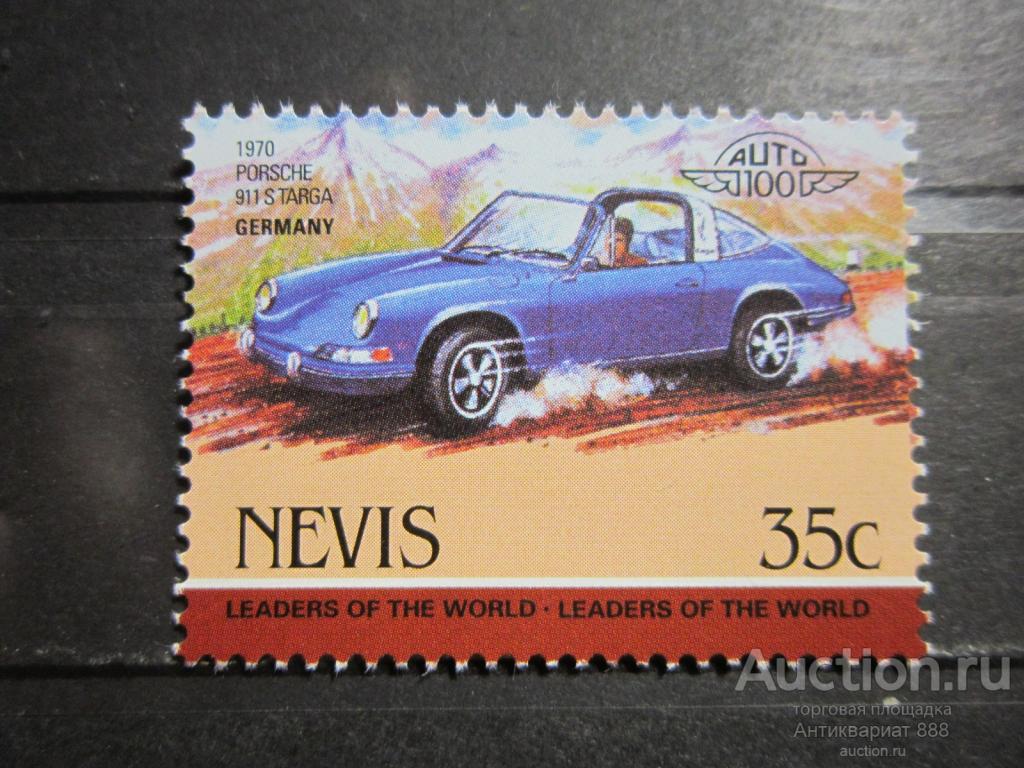 1970
PORSCHE
911 S TARGA
GERMANY
AUTO
100
NEVIS
35c
LEADERS OF THE WORLD · LEADERS OF THE WORLD
Auction.ru
торговая площадка
Антиквариат 888
auction.ru